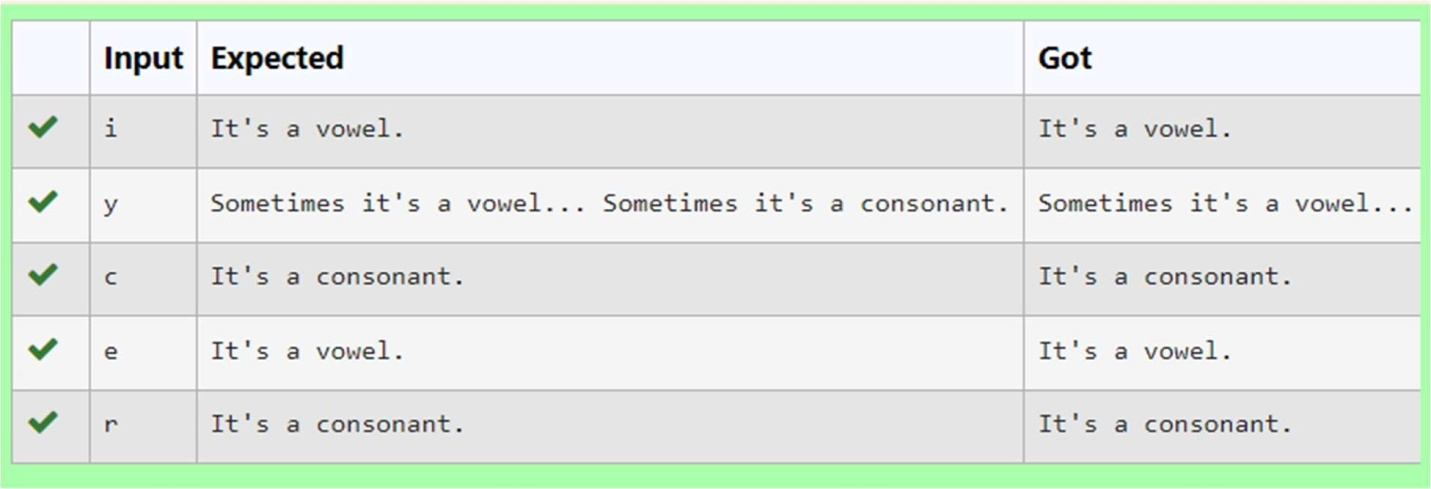 Input Expected Got
i It's a vowel. It's a vowel.
y Sometimes it's a vowel... Sometimes it's a consonant. Sometimes it's a vowel...
c It's a consonant. It's a consonant.
e It's a vowel. It's a vowel.
r It's a consonant. It's a consonant.